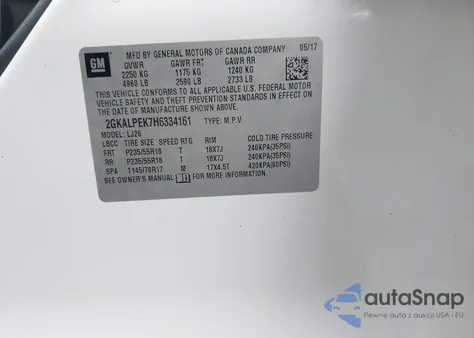 GM
MFD BY GENERAL MOTORS OF CANADA COMPANY 05/17
GVWR GAWR FRT GAWR RR
2250 KG 1175 KG 1240 KG
4960 LB 2590 LB 2733 LB
THIS VEHICLE CONFORMS TO ALL APPLICABLE U.S. FEDERAL MOTOR
VEHICLE SAFETY AND THEFT PREVENTION STANDARDS IN EFFECT ON
THE DATE OF MANUFACTURE SHOWN ABOVE.
2GKALPEK7H6334161 TYPE: M.P.V.
MODEL: LJ26
LBCC TIRE SIZE SPEED RTG RIM COLD TIRE PRESSURE
FRT P235/55R18 T 18X7J 240KPA(35PSI)
RR P235/55R18 T 18X7J 240KPA(35PSI)
SPA T145/70R17 M 17X4.5T 420KPA(60PSI)
SEE OWNER'S MANUAL FOR MORE INFORMATION.
autoSnap
Pewne auto z aukcji USA i EU